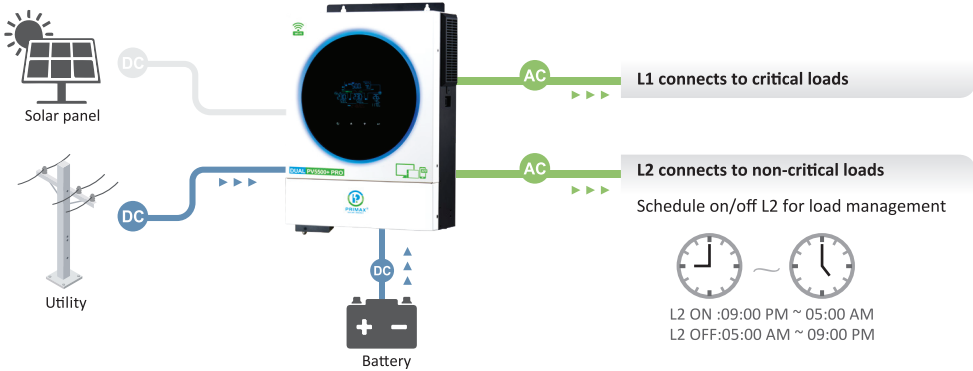 DC
Solar panel
DC
Utility
DUAL PV5500+ PRO
PRIMAX
DC
Battery
AC
L1 connects to critical loads
AC
L2 connects to non-critical loads
Schedule on/off L2 for load management
L2 ON :09:00 PM ~ 05:00 AM
L2 OFF:05:00 AM ~ 09:00 PM